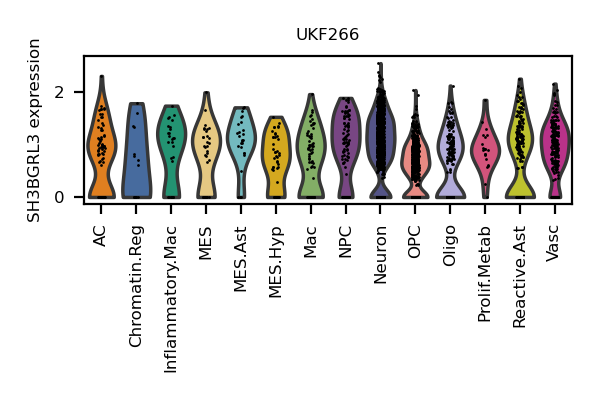 UKF266
SH3BGRL3 expression
2
0
AC
Chromatin.Reg
Inflammatory.Mac
MES
MES.Ast
MES.Hyp
Mac
NPC
Neuron
OPC
Oligo
Prolif.Metab
Reactive.Ast
Vasc